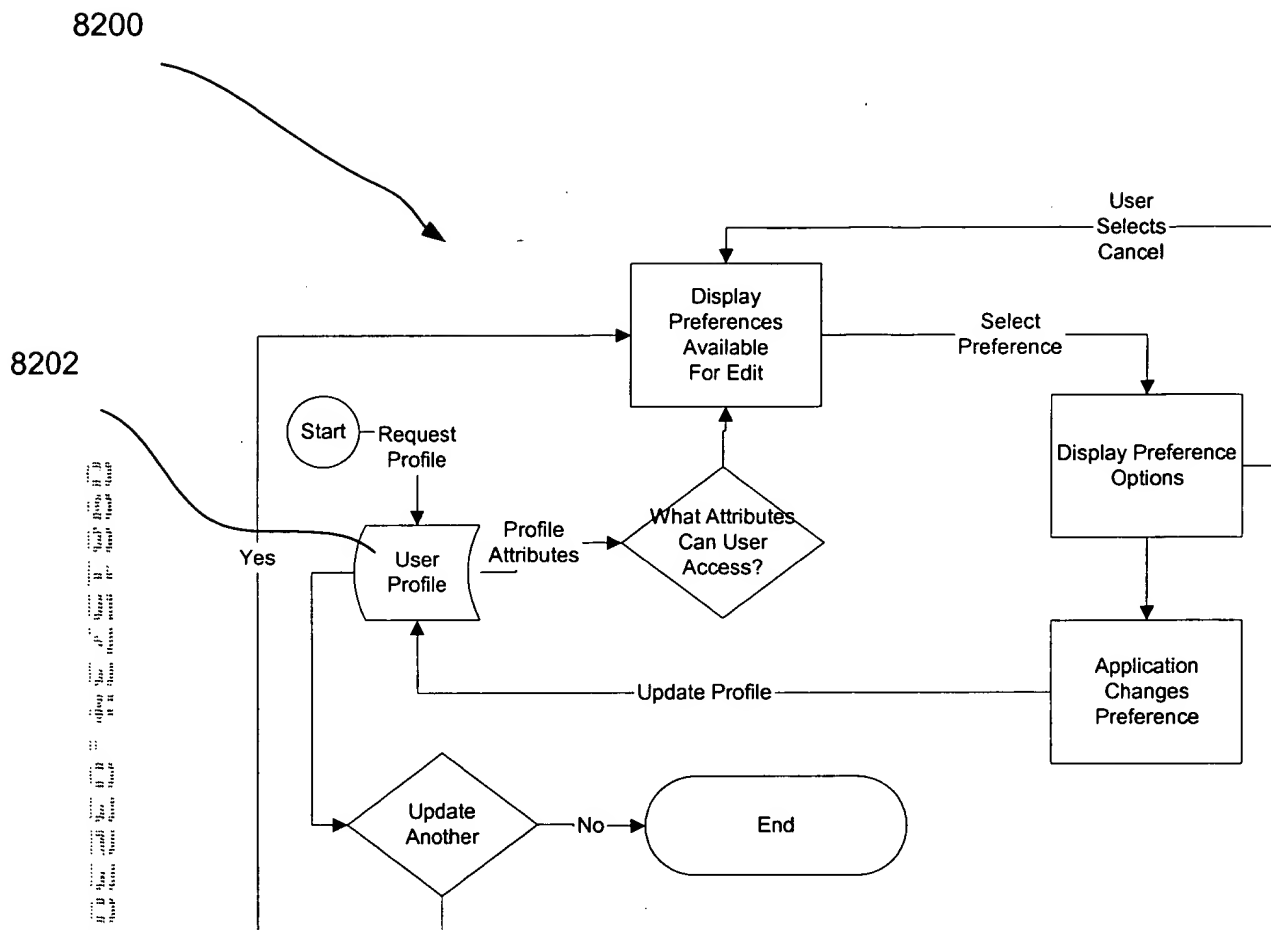 8200
User
Selects
Cancel
Display
Preferences
Available
For Edit
Select
Preference
8202
Start
Request
Profile
Display Preference
Options
What Attributes
Can User
Access?
Profile
Attributes
User
Profile
Yes
Application
Changes
Preference
Update Profile
Update
Another
No
End